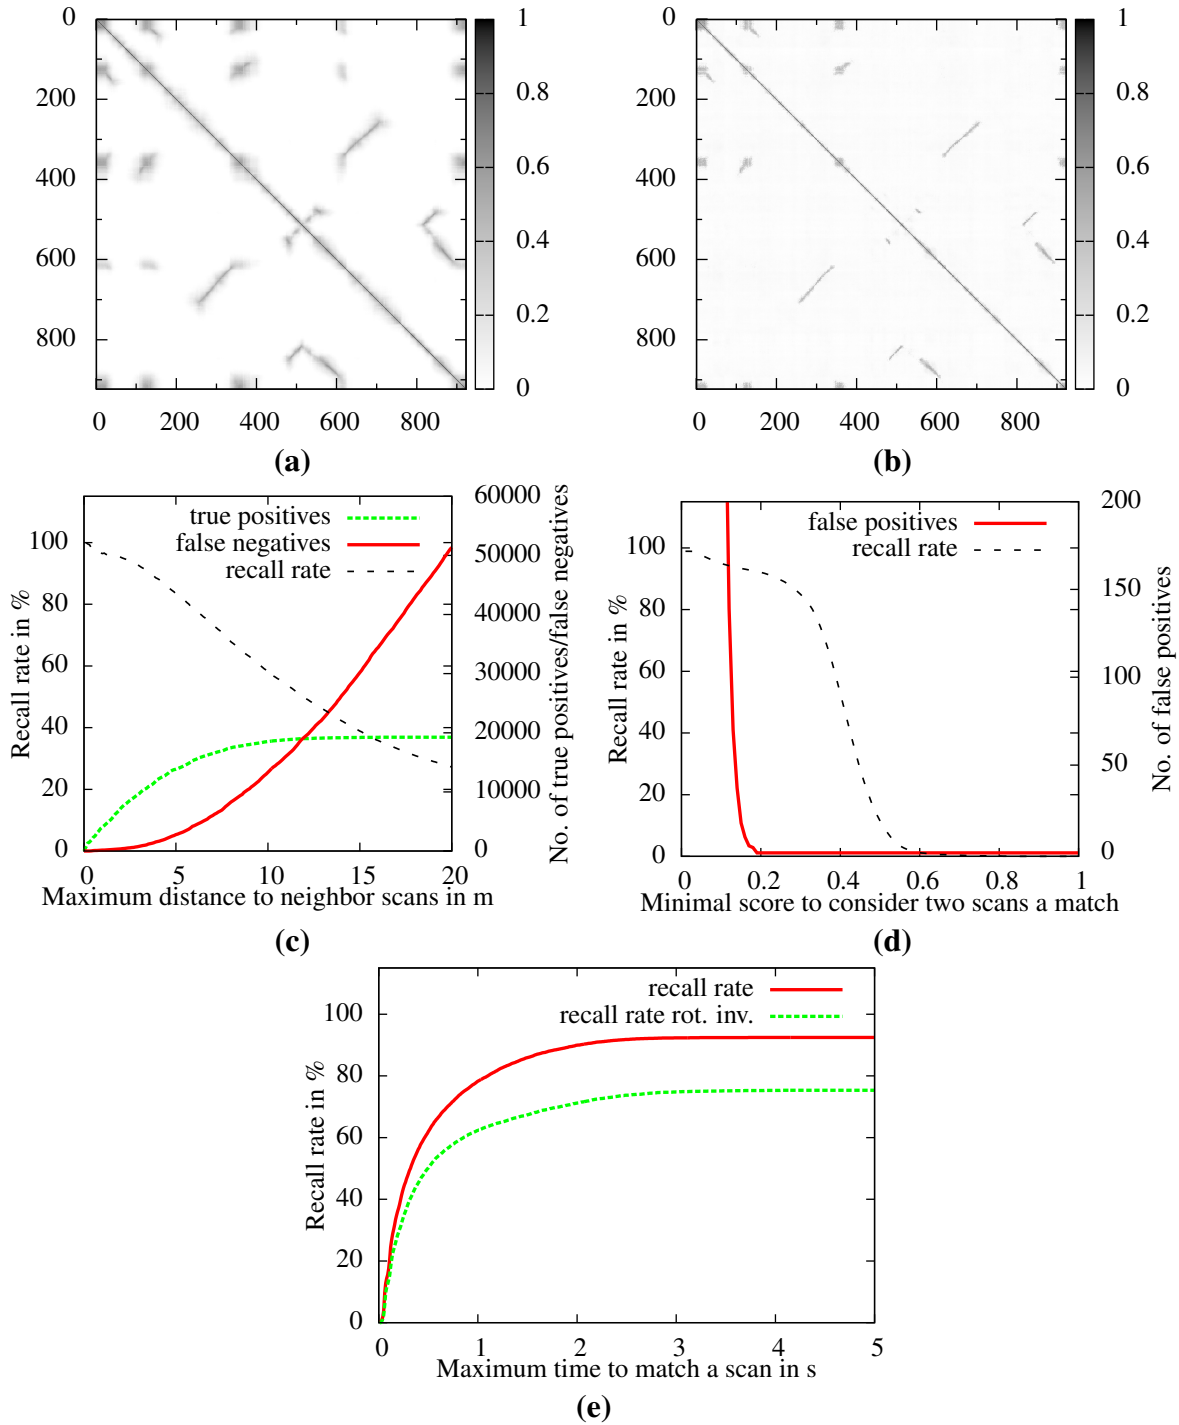 0
200
400
600
800
0 200 400 600 800
1
0.8
0.6
0.4
0.2
0
(a)
0
200
400
600
800
0 200 400 600 800
1
0.8
0.6
0.4
0.2
0
(b)
true positives
false negatives
recall rate
Recall rate in %
100
80
60
40
20
0
60000
50000
40000
30000
20000
10000
0
No. of true positives/false negatives
0 5 10 15 20
Maximum distance to neighbor scans in m
(c)
false positives
recall rate
Recall rate in %
100
80
60
40
20
0
200
150
100
50
0
No. of false positives
0 0.2 0.4 0.6 0.8 1
Minimal score to consider two scans a match
(d)
recall rate
recall rate rot. inv.
Recall rate in %
100
80
60
40
20
0
0 1 2 3 4 5
Maximum time to match a scan in s
(e)